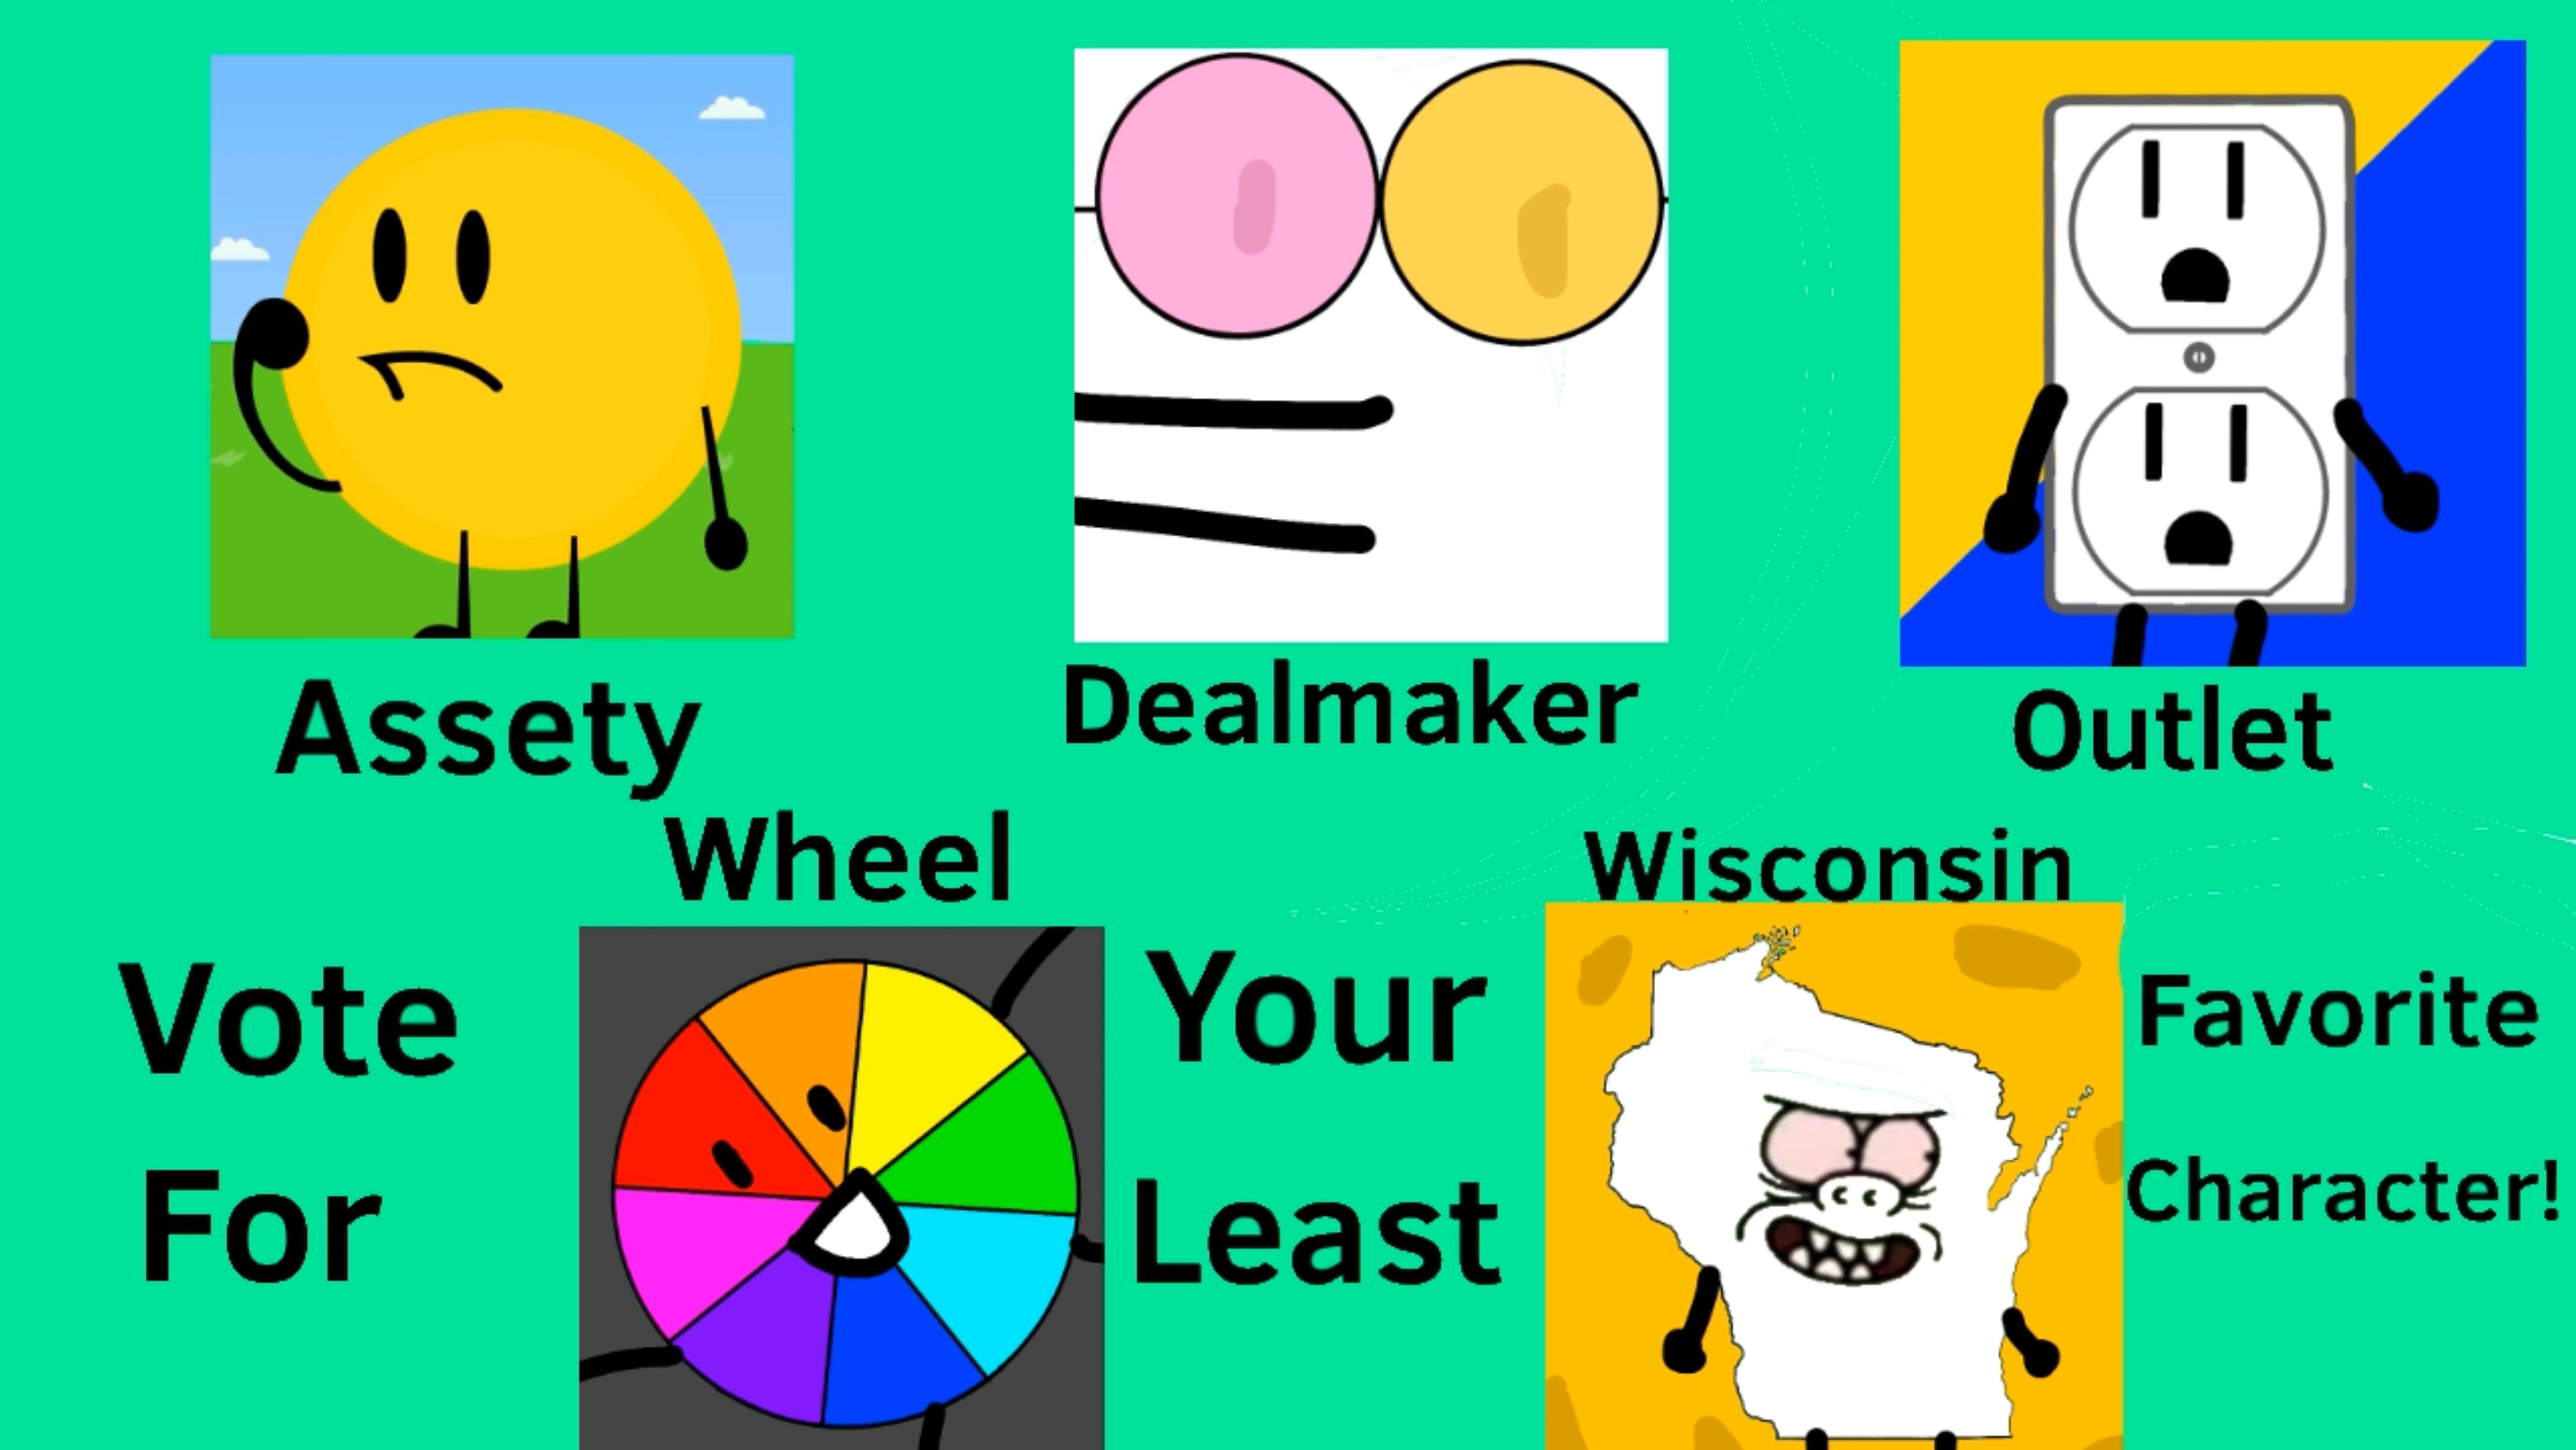 Assety
Dealmaker
Outlet
Wheel
Wisconsin
Vote
For
Your
Least
Favorite
Character!